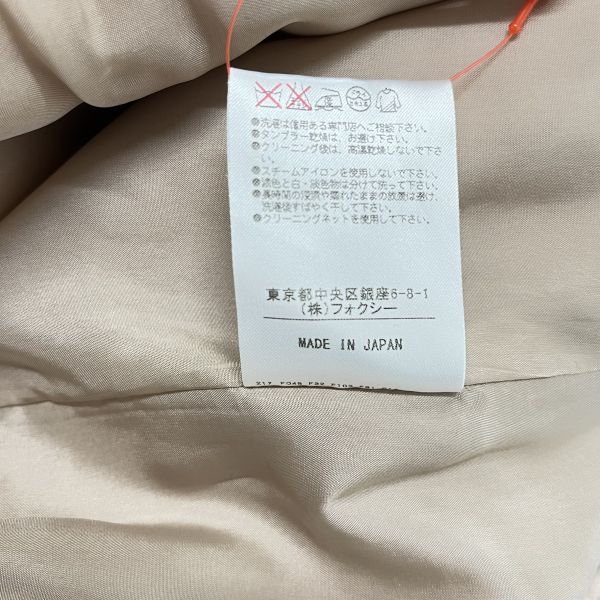 ●洗濯は信用ある専門店へご相談下さい。
●タンブラー乾燥は、お避け下さい。
●クリーニング後は、高温乾燥しないで下さい。
●スチームアイロンを使用しないで下さい。
●濃色と白・淡色物は分けて洗って下さい。
●長時間の浸漬や濡れたままの放置は避け、
洗濯後すばやく干して下さい。
●クリーニングネットを使用して下さい。
東京都中央区銀座6-8-1
(株)フォクシー
MADE IN JAPAN